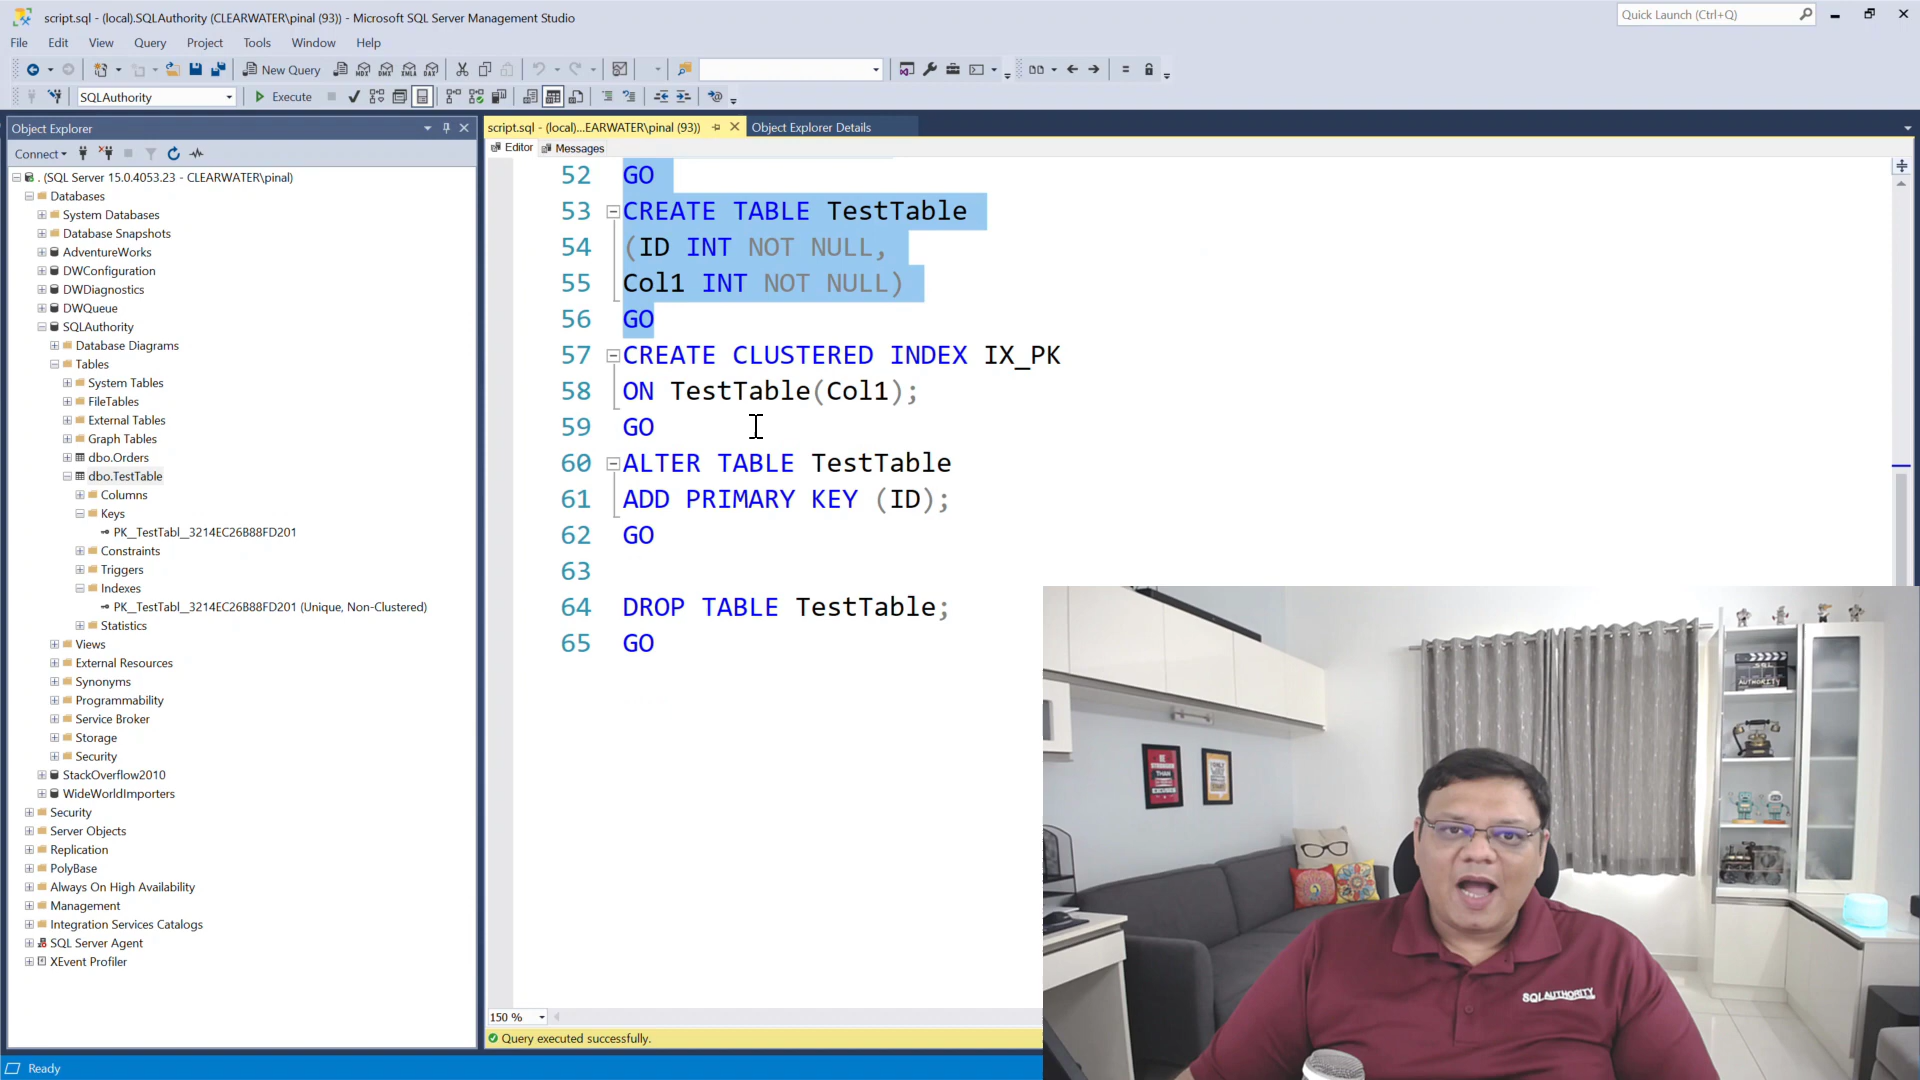 script.sql - (local).SQLAuthority (CLEARWATER\pinal (93)) - Microsoft SQL Server Management Studio
Quick Launch (Ctrl+Q)
File Edit View Query Project Tools Window Help
New Query
SQLAuthority
Execute
Object Explorer
script.sql - (local)...EARWATER\pinal (93))
Object Explorer Details
Connect
Editor
Messages
. (SQL Server 15.0.4053.23 - CLEARWATER\pinal)
Databases
System Databases
Database Snapshots
AdventureWorks
DWConfiguration
DWDiagnostics
DWQueue
SQLAuthority
Database Diagrams
Tables
System Tables
FileTables
External Tables
Graph Tables
dbo.Orders
dbo.TestTable
Columns
Keys
PK__TestTabl__3214EC26B88FD201
Constraints
Triggers
Indexes
PK__TestTabl__3214EC26B88FD201 (Unique, Non-Clustered)
Statistics
Views
External Resources
Synonyms
Programmability
Service Broker
Storage
Security
StackOverflow2010
WideWorldImporters
Security
Server Objects
Replication
PolyBase
Always On High Availability
Management
Integration Services Catalogs
SQL Server Agent
XEvent Profiler
52 GO
53 CREATE TABLE TestTable
54 (ID INT NOT NULL,
55 Col1 INT NOT NULL)
56 GO
57 CREATE CLUSTERED INDEX IX_PK
58 ON TestTable(Col1);
59 GO
60 ALTER TABLE TestTable
61 ADD PRIMARY KEY (ID);
62 GO
63
64 DROP TABLE TestTable;
65 GO
150 %
Query executed successfully.
Ready
SQL AUTHORITY
THAN
SQLAUTHORITY